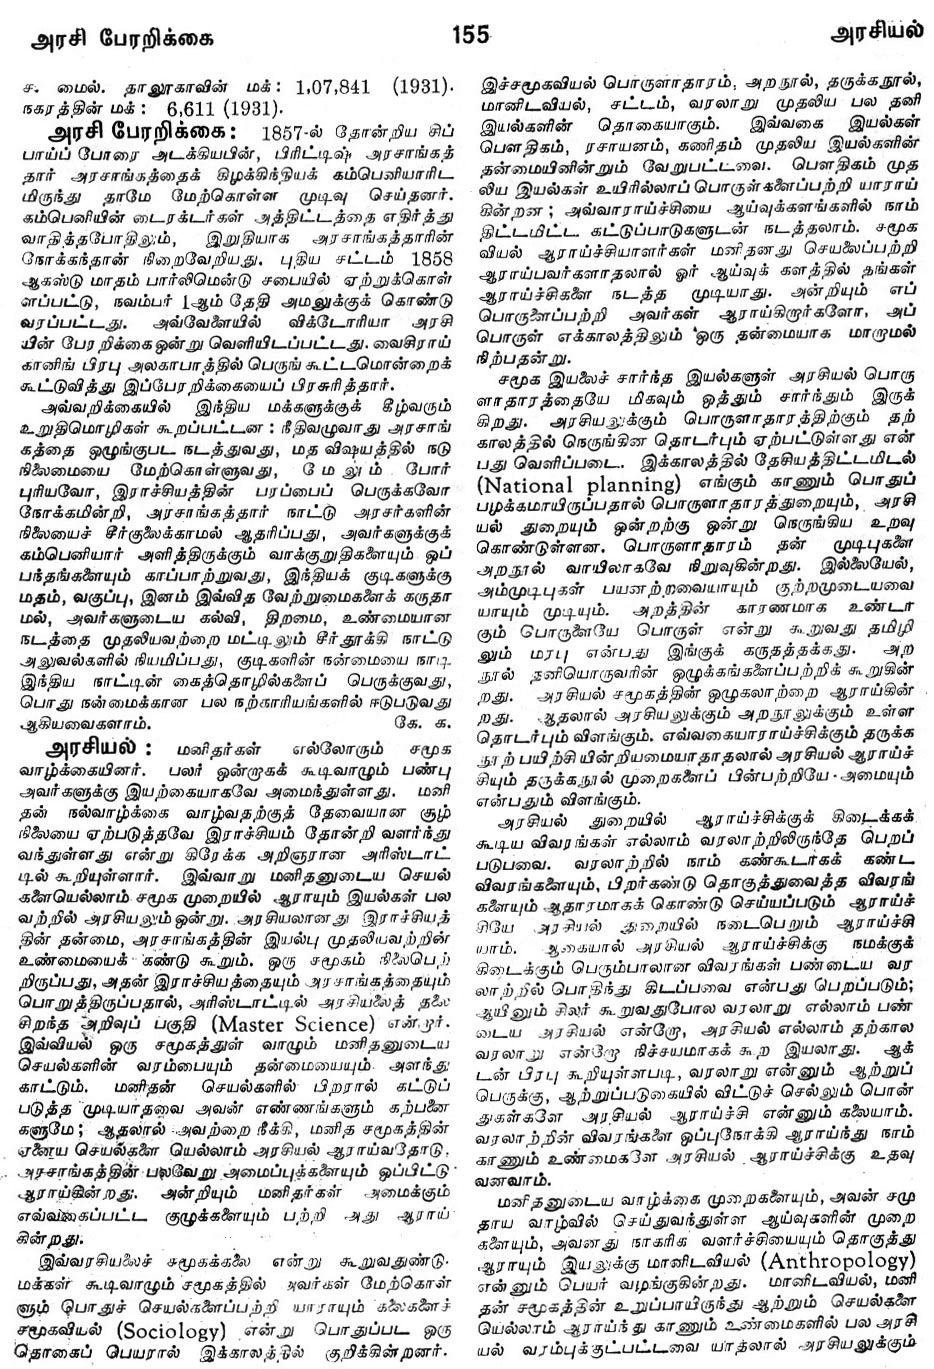 அரசி பேரறிக்கை
155
அரசியல்
ச. மைல். தாலூகாவின் மக்: 1,07,841 (1931).
நகரத்தின் மக்: 6,611 (1931).
அரசி பேரறிக்கை: 1857-ல் தோன்றிய சிப்
பாய்ப் போரை அடக்கியபின், பிரிட்டிஷ் அரசாங்கத்
தார் அரசாங்கத்தைக் கிழக்கிந்தியக் கம்பெனியாரிட
மிருந்து தாமே மேற்கொள்ள முடிவு செய்தனர்.
கம்பெனியின் டைரக்டர்கள் அத்திட்டத்தை எதிர்த்து
வாதித்தபோதிலும், இறுதியாக அரசாங்கத்தாரின்
நோக்கந்தான் நிறைவேறியது. புதிய சட்டம் 1858
ஆகஸ்டு மாதம் பார்லிமென்டு சபையில் ஏற்றுக்கொள்
ளப்பட்டு, நவம்பர் 1ஆம் தேதி அமலுக்குக் கொண்டு
வரப்பட்டது. அவ்வேளையில் விக்டோரியா அரசி
யின் பேரறிக்கை ஒன்று வெளியிடப்பட்டது. வைசிராய்
கானிங் பிரபு அலகாபாத்தில் பெருங் கூட்டமொன்றைக்
கூட்டுவித்து இப்பேரறிக்கையைப் பிரசுரித்தார்.
அவ்வறிக்கையில் இந்திய மக்களுக்குக் கீழ்வரும்
உறுதிமொழிகள் கூறப்பட்டன : நீதிவழுவாது அரசாங்
கத்தை ஒழுங்குபட நடத்துவது, மத விஷயத்தில் நடு
நிலைமையை மேற்கொள்ளுவது, மேலும் போர்
புரியவோ, இராச்சியத்தின் பரப்பைப் பெருக்கவோ
நோக்கமின்றி, அரசாங்கத்தார் நாட்டு அரசர்களின்
நிலையைச் சீர்குலைக்காமல் ஆதரிப்பது, அவர்களுக்குக்
கம்பெனியார் அளித்திருக்கும் வாக்குறுதிகளையும் ஒப்
பந்தங்களையும் காப்பாற்றுவது, இந்தியக் குடிகளுக்கு
மதம், வகுப்பு, இனம் இவ்வித வேற்றுமைகளைக் கருதா
மல், அவர்களுடைய கல்வி, திறமை, உண்மையான
நடத்தை முதலியவற்றை மட்டிலும் சீர்தூக்கி நாட்டு
அலுவல்களில் நியமிப்பது, குடிகளின் நன்மையை நாடி
இந்திய நாட்டின் கைத்தொழில்களைப் பெருக்குவது,
பொது நன்மைக்கான பல நற்காரியங்களில் ஈடுபடுவது
ஆகியவைகளாம். கே. க.
அரசியல் : மனிதர்கள் எல்லோரும் சமூக
வாழ்க்கையினர். பலர் ஒன்றாகக் கூடிவாழும் பண்பு
அவர்களுக்கு இயற்கையாகவே அமைந்துள்ளது. மனி
தன் நல்வாழ்க்கை வாழ்வதற்குத் தேவையான சூழ்
நிலையை ஏற்படுத்தவே இராச்சியம் தோன்றி வளர்ந்து
வந்துள்ளது என்று கிரேக்க அறிஞரான அரிஸ்டாட்
டில் கூறியுள்ளார். இவ்வாறு மனிதனுடைய செயல்
களையெல்லாம் சமூக முறையில் ஆராயும் இயல்கள் பல
வற்றில் அரசியலும் ஒன்று. அரசியலானது இராச்சியத்
தின் தன்மை, அரசாங்கத்தின் இயல்பு முதலியவற்றின்
உண்மையைக் கண்டு கூறும். ஒரு சமூகம் நிலைபெற்
றிருப்பது, அதன் இராச்சியத்தையும் அரசாங்கத்தையும்
பொறுத்திருப்பதால், அரிஸ்டாட்டில் அரசியலைத் தலை
சிறந்த அறிவுப் பகுதி (Master Science) என்றார்.
இவ்வியல் ஒரு சமூகத்துள் வாழும் மனிதனுடைய
செயல்களின் வரம்பையும் தன்மையையும் அளந்து
காட்டும். மனிதன் செயல்களில் பிறரால் கட்டுப்
படுத்த முடியாதவை அவன் எண்ணங்களும் கற்பனை
களுமே ; ஆதலால் அவற்றை நீக்கி, மனித சமூகத்தின்
ஏனைய செயல்களை யெல்லாம் அரசியல் ஆராய்வதோடு,
அரசாங்கத்தின் பலவேறு அமைப்புக்களையும் ஒப்பிட்டு
ஆராய்கின்றது. அன்றியும் மனிதர்கள் அமைக்கும்
எவ்வகைப்பட்ட குழுக்களையும் பற்றி அது ஆராய்
கின்றது.
இவ்வரசியலைச் சமூகக்கலை என்று கூறுவதுண்டு.
மக்கள் கூடிவாழும் சமூகத்தில் அவர்கள் மேற்கொள்
ளும் பொதுச் செயல்களைப்பற்றி யாராயும் கலைகளைச்
சமூகவியல் (Sociology) என்று பொதுப்பட ஒரு
தொகைப் பெயரால் இக்காலத்தில் குறிக்கின்றனர்.
இச்சமூகவியல் பொருளாதாரம், அறநூல், தருக்கநூல்,
மானிடவியல், சட்டம், வரலாறு முதலிய பல தனி
இயல்களின் தொகையாகும். இவ்வகை இயல்கள்
பௌதிகம், ரசாயனம், கணிதம் முதலிய இயல்களின்
தன்மையினின்றும் வேறுபட்டவை. பௌதிகம் முத
லிய இயல்கள் உயிரில்லாப் பொருள்களைப்பற்றி யாராய்
கின்றன ; அவ்வாராய்ச்சியை ஆய்வுக்களங்களில் நாம்
திட்டமிட்ட கட்டுப்பாடுகளுடன் நடத்தலாம். சமூக
வியல் ஆராய்ச்சியாளர்கள் மனிதனது செயலைப்பற்றி
ஆராய்பவர்களாதலால் ஓர் ஆய்வுக் களத்தில் தங்கள்
ஆராய்ச்சிகளை நடத்த முடியாது. அன்றியும் எப்
பொருளைப்பற்றி அவர்கள் ஆராய்கிறார்களோ, அப்
பொருள் எக்காலத்திலும் ஒரு தன்மையாக மாறாமல்
நிற்பதன்று.
சமூக இயலைச் சார்ந்த இயல்களுள் அரசியல் பொரு
ளாதாரத்தையே மிகவும் ஒத்தும் சார்ந்தும் இருக்
கிறது. அரசியலுக்கும் பொருளாதாரத்திற்கும் தற்
காலத்தில் நெருங்கின தொடர்பும் ஏற்பட்டுள்ளது என்
பது வெளிப்படை. இக்காலத்தில் தேசியத்திட்டமிடல்
(National planning) எங்கும் காணும் பொதுப்
பழக்கமாயிருப்பதால் பொருளாதாரத்துறையும், அரசி
யல் துறையும் ஒன்றற்கு ஒன்று நெருங்கிய உறவு
கொண்டுள்ளன. பொருளாதாரம் தன் முடிபுகளை
அறநூல் வாயிலாகவே நிறுவுகின்றது. இல்லையேல்,
அம்முடிபுகள் பயனற்றவையாயும் குற்றமுடையவை
யாயும் முடியும். அறத்தின் காரணமாக உண்டா
கும் பொருளையே பொருள் என்று கூறுவது தமிழி
லும் மரபு என்பது இங்குக் கருதத்தக்கது. அற
நூல் தனியொருவரின் ஒழுக்கங்களைப்பற்றிக் கூறுகின்
றது. அரசியல் சமூகத்தின் ஒழுகலாற்றை ஆராய்கின்
றது. ஆதலால் அரசியலுக்கும் அறநூலுக்கும் உள்ள
தொடர்பும் விளங்கும். எவ்வகையாராய்ச்சிக்கும் தருக்க
நூற் பயிற்சி யின்றியமையாதாதலால் அரசியல் ஆராய்ச்
சியும் தருக்கநூல் முறைகளைப் பின்பற்றியே அமையும்
என்பதும் விளங்கும்.
அரசியல் துறையில் ஆராய்ச்சிக்குக் கிடைக்கக்
கூடிய விவரங்கள் எல்லாம் வரலாற்றிலிருந்தே பெறப்
படுபவை. வரலாற்றில் நாம் கண்கூடாகக் கண்ட
விவரங்களையும், பிறர்கண்டு தொகுத்துவைத்த விவரங்
களையும் ஆதாரமாகக் கொண்டு செய்யப்படும் ஆராய்ச்
சியே அரசியல் துறையில் நடைபெறும் ஆராய்ச்சி
யாம். ஆகையால் அரசியல் ஆராய்ச்சிக்கு நமக்குக்
கிடைக்கும் பெரும்பாலான விவரங்கள் பண்டைய வர
லாற்றில் பொதிந்து கிடப்பவை என்பது பெறப்படும்;
ஆயினும் சிலர் கூறுவதுபோல வரலாறு எல்லாம் பண்
டைய அரசியல் என்றோ, அரசியல் எல்லாம் தற்கால
வரலாறு என்றோ நிச்சயமாகக் கூற இயலாது. ஆக்
டன் பிரபு கூறியுள்ளபடி, வரலாறு என்னும் ஆற்றுப்
பெருக்கு, ஆற்றுப்படுகையில் விட்டுச் செல்லும் பொன்
துகள்களே அரசியல் ஆராய்ச்சி என்னும் கலையாம்.
வரலாற்றின் விவரங்களை ஒப்புநோக்கி ஆராய்ந்து நாம்
காணும் உண்மைகளே அரசியல் ஆராய்ச்சிக்கு உதவு
வனவாம்.
மனிதனுடைய வாழ்க்கை முறைகளையும், அவன் சமு
தாய வாழ்வில் செய்துவந்துள்ள ஆய்வுகளின் முறை
களையும், அவனது நாகரிக வளர்ச்சியையும் தொகுத்து
ஆராயும் இயலுக்கு மானிடவியல் (Anthropology)
என்னும் பெயர் வழங்குகின்றது. மானிடவியல், மனி
தன் சமூகத்தின் உறுப்பாயிருந்து ஆற்றும் செயல்களை
யெல்லாம் ஆராய்ந்து காணும் உண்மைகளில் பல அரசி
யல் வரம்புக்குட்பட்டவை யாதலால் அரசியலுக்கும்